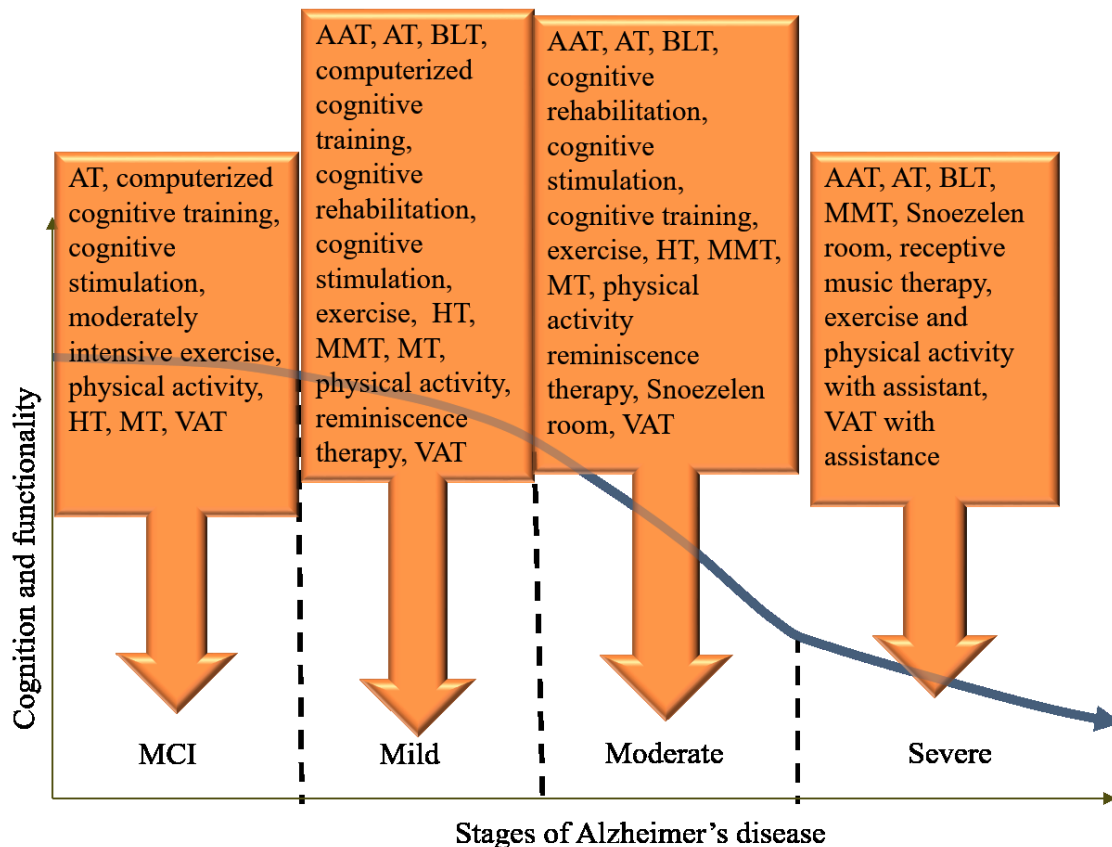 AT, computerized
cognitive training,
cognitive
stimulation,
moderately
intensive exercise,
physical activity,
HT, MT, VAT
AAT, AT, BLT,
computerized
cognitive
training,
cognitive
rehabilitation,
cognitive
stimulation,
exercise,  HT,
MMT, MT,
physical activity,
reminiscence
therapy, VAT
AAT, AT, BLT,
cognitive
rehabilitation,
cognitive
stimulation,
cognitive training,
exercise, HT, MMT,
MT, physical
activity
reminiscence
therapy, Snoezelen
room, VAT
AAT, AT, BLT,
MMT, Snoezelen
room, receptive
music therapy,
exercise and
physical activity
with assistant,
VAT with
assistance
Cognition and functionality
MCI
Mild
Moderate
Severe
Stages of Alzheimer’s disease